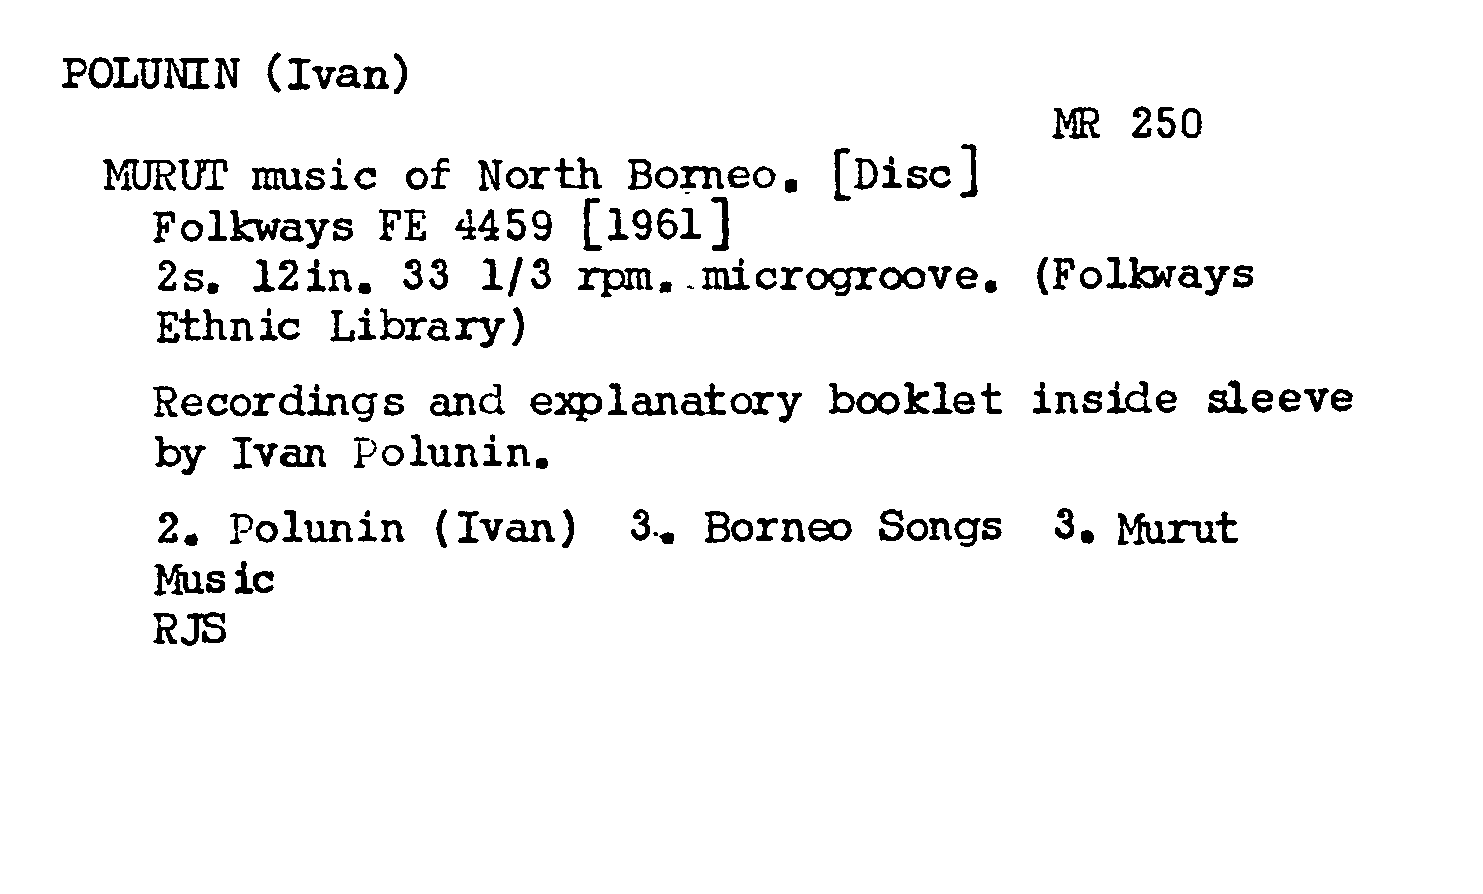 POLUNIN (Ivan)
MR 250
MURUT music of North Borneo. [Disc]
Folkways FE 4459 [1961]
2s. 12in. 33 1/3 rpm. microgroove. (Folkways
Ethnic Library)
Recordings and explanatory booklet inside sleeve
by Ivan Polunin.
2. Polunin (Ivan) 3. Borneo Songs 3. Murut
Music
RJS